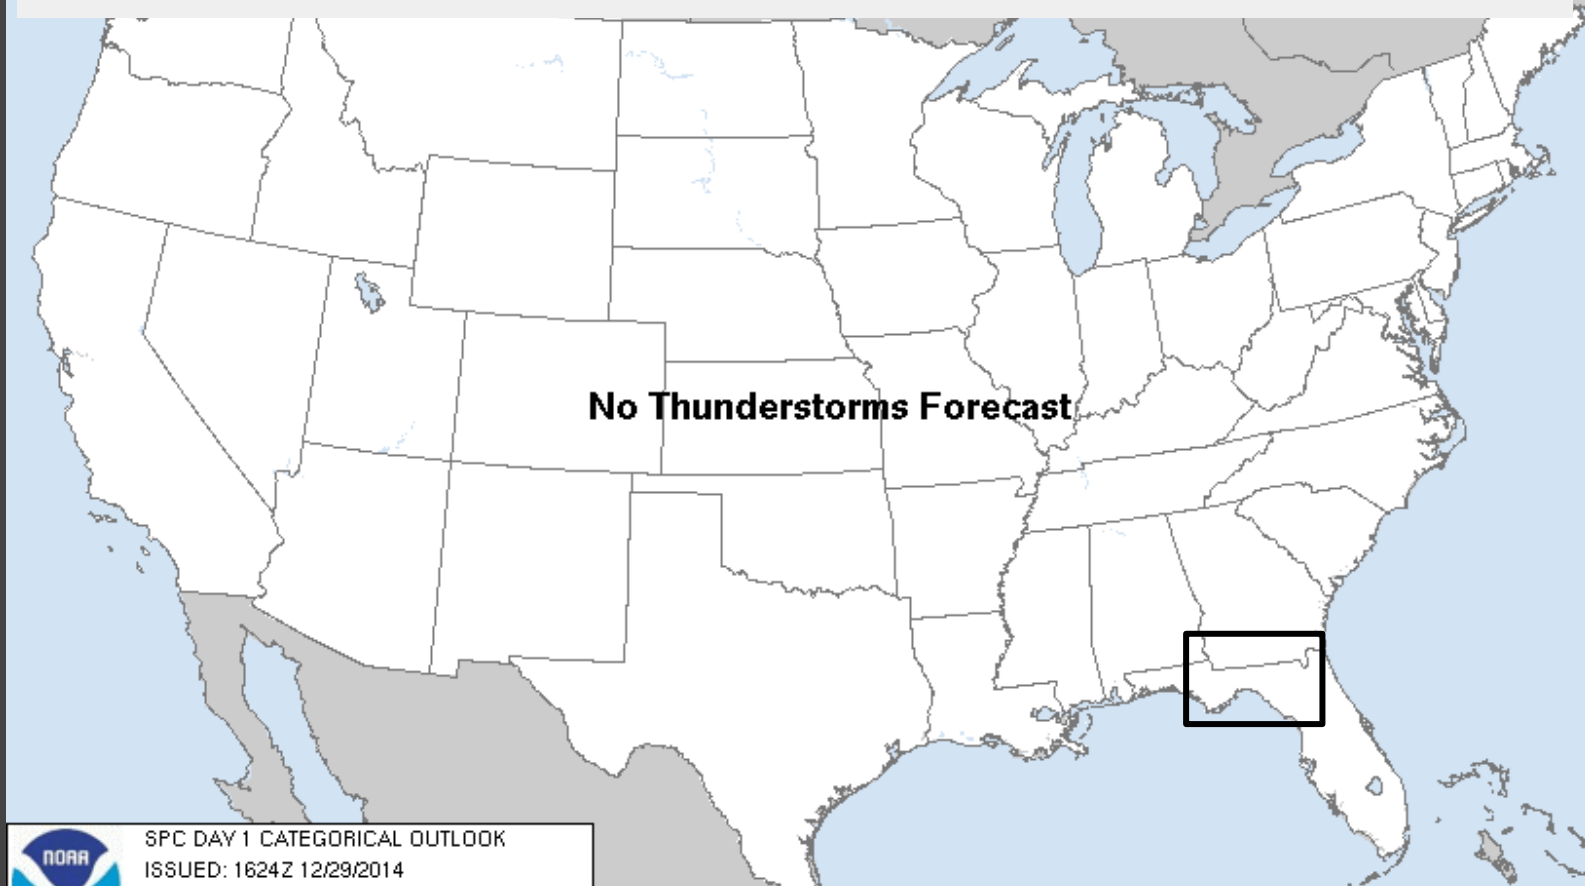 No Thunderstorms Forecast
SPC DAY 1 CATEGORICAL OUTLOOK
NOAA
ISSUED: 1624Z 12/29/2014